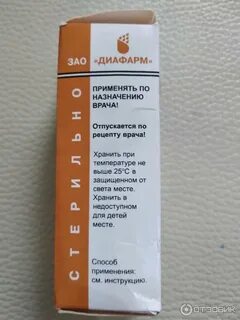 ЗАО «ДИАФАРМ»
СТЕРИЛЬНО
ПРИМЕНЯТЬ ПО
НАЗНАЧЕНИЮ
ВРАЧА!
Отпускается по
рецепту врача!
Хранить при
температуре не
выше 25°С в
защищенном от
света месте.
Хранить в
недоступном
для детей
месте.
Способ
применения:
см. инструкцию.
ОТЗОВИК